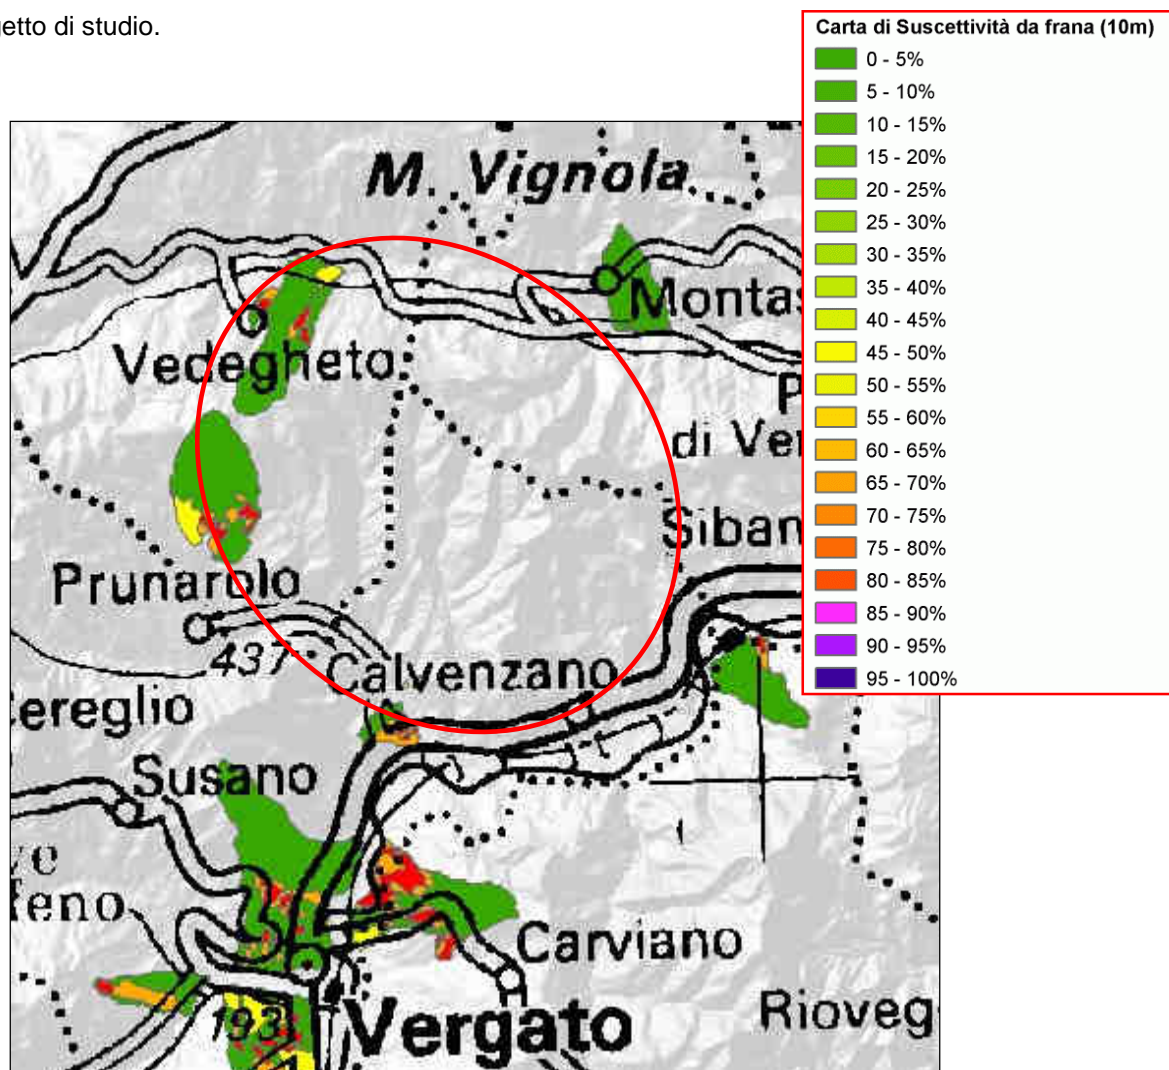 getto di studio.
Carta di Suscettività da frana (10m)
0 - 5%
5 - 10%
10 - 15%
15 - 20%
20 - 25%
25 - 30%
30 - 35%
35 - 40%
40 - 45%
45 - 50%
50 - 55%
55 - 60%
60 - 65%
65 - 70%
70 - 75%
75 - 80%
80 - 85%
85 - 90%
90 - 95%
95 - 100%
M. Vignola
Montas
Vedegheto
P
di Ver
Siban
Prunarolo
437
Calvenzano
ereglio
Susano
ve
Carviano
193
Vergato
Rioveg